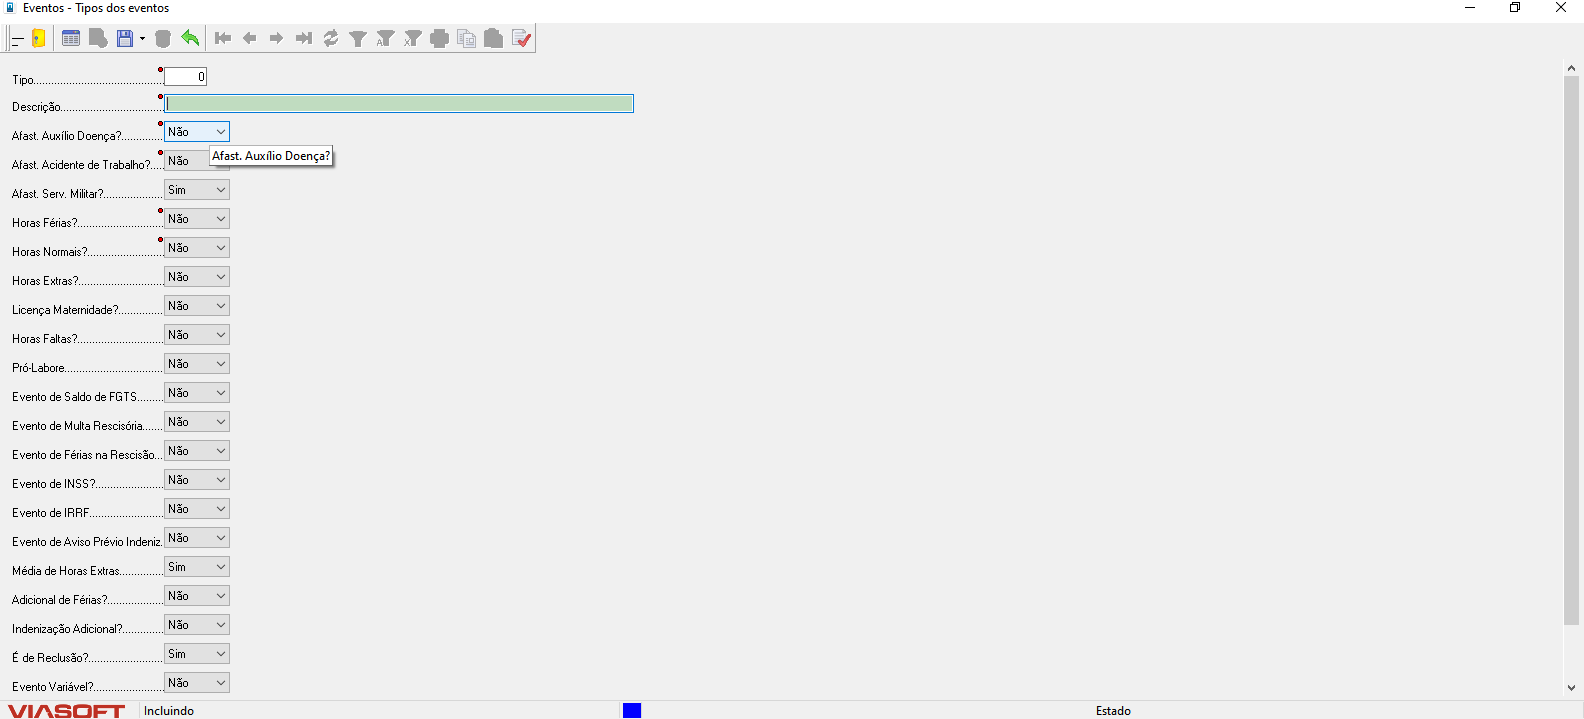 Eventos - Tipos dos eventos
Tipo 0
Descrição
Afast. Auxílio Doença? Não
Afast. Auxílio Doença?
Afast. Acidente de Trabalho? Não
Afast. Serv. Militar? Sim
Horas Férias? Não
Horas Normais? Não
Horas Extras? Não
Licença Maternidade? Não
Horas Faltas? Não
Pró-Labore Não
Evento de Saldo de FGTS Não
Evento de Multa Rescisória Não
Evento de Férias na Rescisão Não
Evento de INSS? Não
Evento de IRRF Não
Evento de Aviso Prévio Indeniz. Não
Média de Horas Extras Sim
Adicional de Férias? Não
Indenização Adicional? Não
É de Reclusão? Sim
Evento Variável? Não
VIASOFT Incluindo Estado